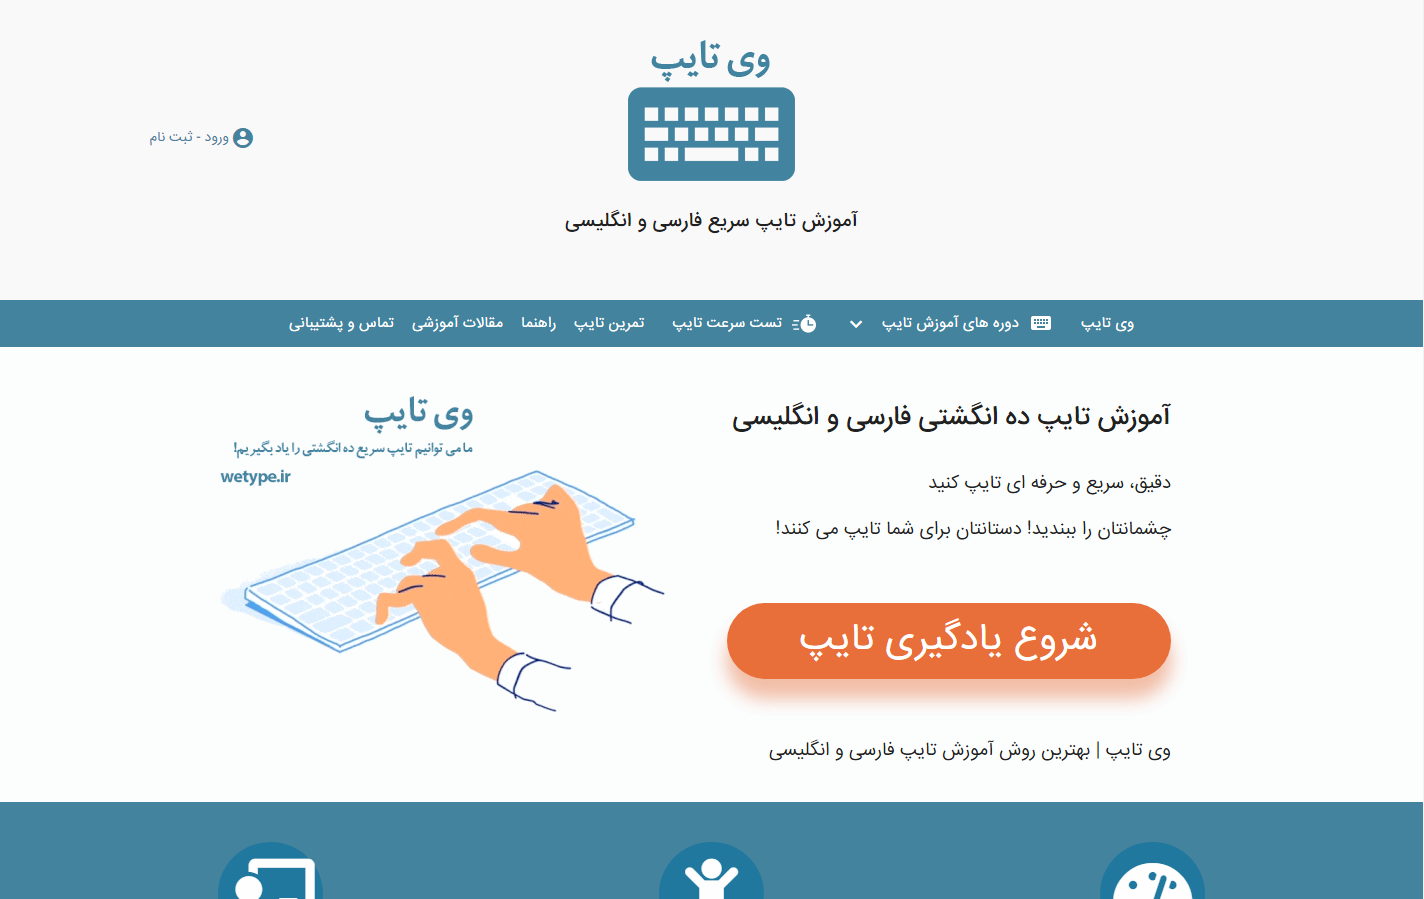 وی تایپ
ورود - ثبت نام
آموزش تایپ سریع فارسی و انگلیسی
وی تایپ
دوره های آموزش تایپ
تست سرعت تایپ
تمرین تایپ
راهنما
مقالات آموزشی
تماس و پشتیبانی
آموزش تایپ ده انگشتی فارسی و انگلیسی
دقیق، سریع و حرفه ای تایپ کنید
چشمانتان را ببندید! دستانتان برای شما تایپ می کنند!
شروع یادگیری تایپ
وی تایپ | بهترین روش آموزش تایپ فارسی و انگلیسی
وی تایپ
ما می توانیم تایپ سریع ده انگشتی را یاد بگیریم!
wetype.ir